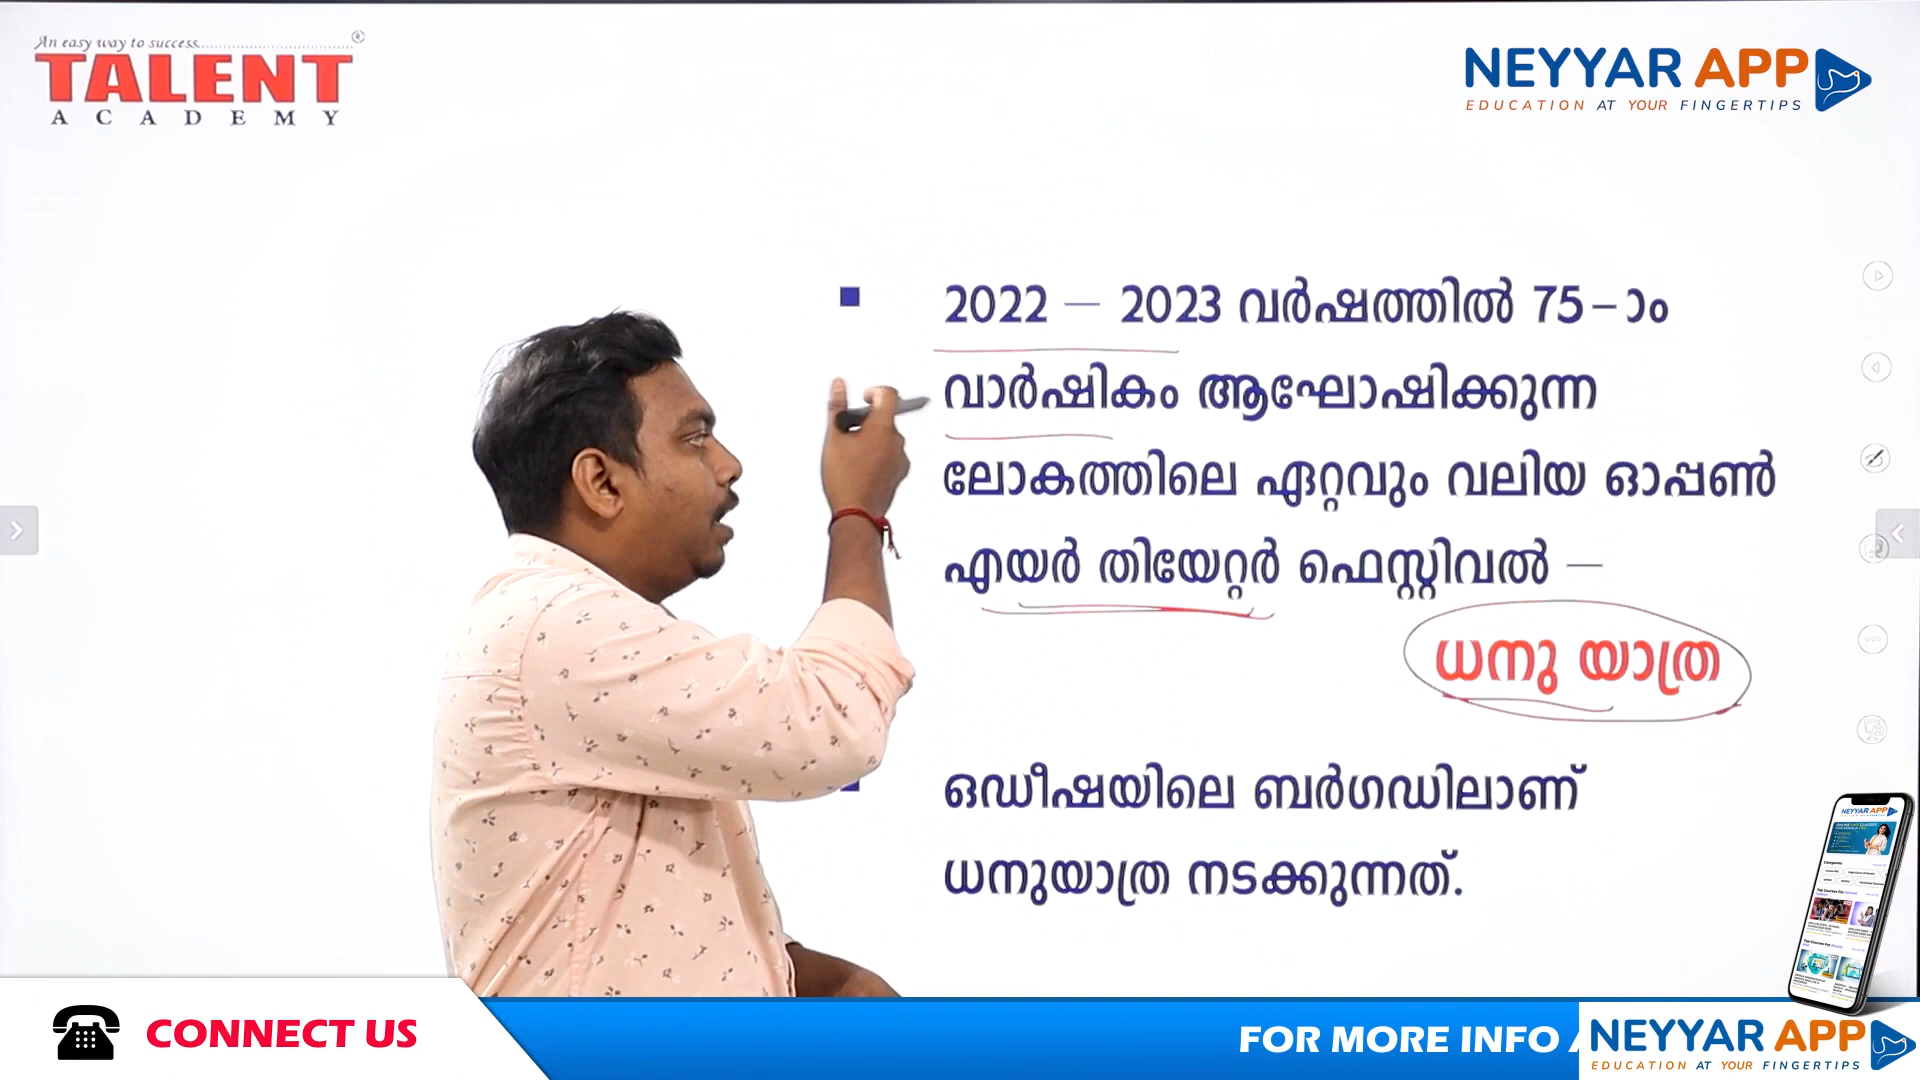 An easy way to success
TALENT
ACADEMY
NEYYAR APP
EDUCATION AT YOUR FINGERTIPS
2022 – 2023 വർഷത്തിൽ 75-ാം
വാർഷികം ആഘോഷിക്കുന്ന
ലോകത്തിലെ ഏറ്റവും വലിയ ഓപ്പൺ
എയർ തിയേറ്റർ ഫെസ്റ്റിവൽ –
ധനു യാത്ര
ഒഡീഷയിലെ ബർഗഡിലാണ്
ധനുയാത്ര നടക്കുന്നത്.
NEYYAR APP
CONNECT US
FOR MORE INFO
NEYYAR APP
EDUCATION AT YOUR FINGERTIPS